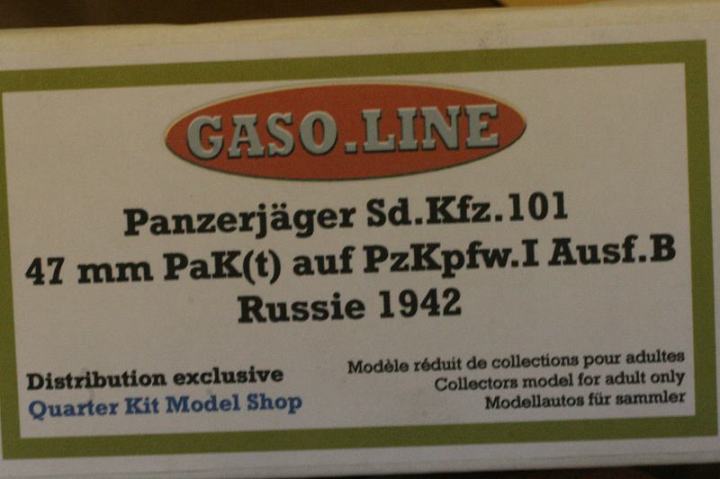 GASO.LINE
Panzerjäger Sd.Kfz.101
47 mm PaK(t) auf PzKpfw.I Ausf.B
Russie 1942
Distribution exclusive
Quarter Kit Model Shop
Modèle réduit de collections pour adultes
Collectors model for adult only
Modellautos für sammler